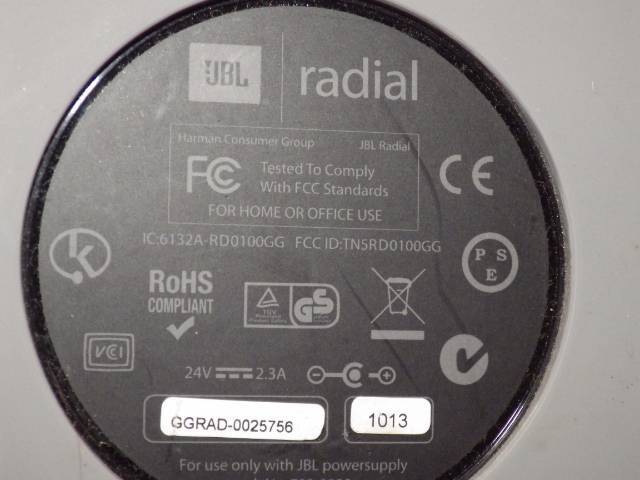 JBL radial
Harman Consumer Group JBL Radial
FC Tested To Comply
With FCC Standards
FOR HOME OR OFFICE USE
CE
IC:6132A-RD0100GG FCC ID:TN5RD0100GG
P S
E
RoHS
COMPLIANT
TÜV GS
VCI
24V 2.3A
GGRAD-0025756 1013
For use only with JBL powersupply